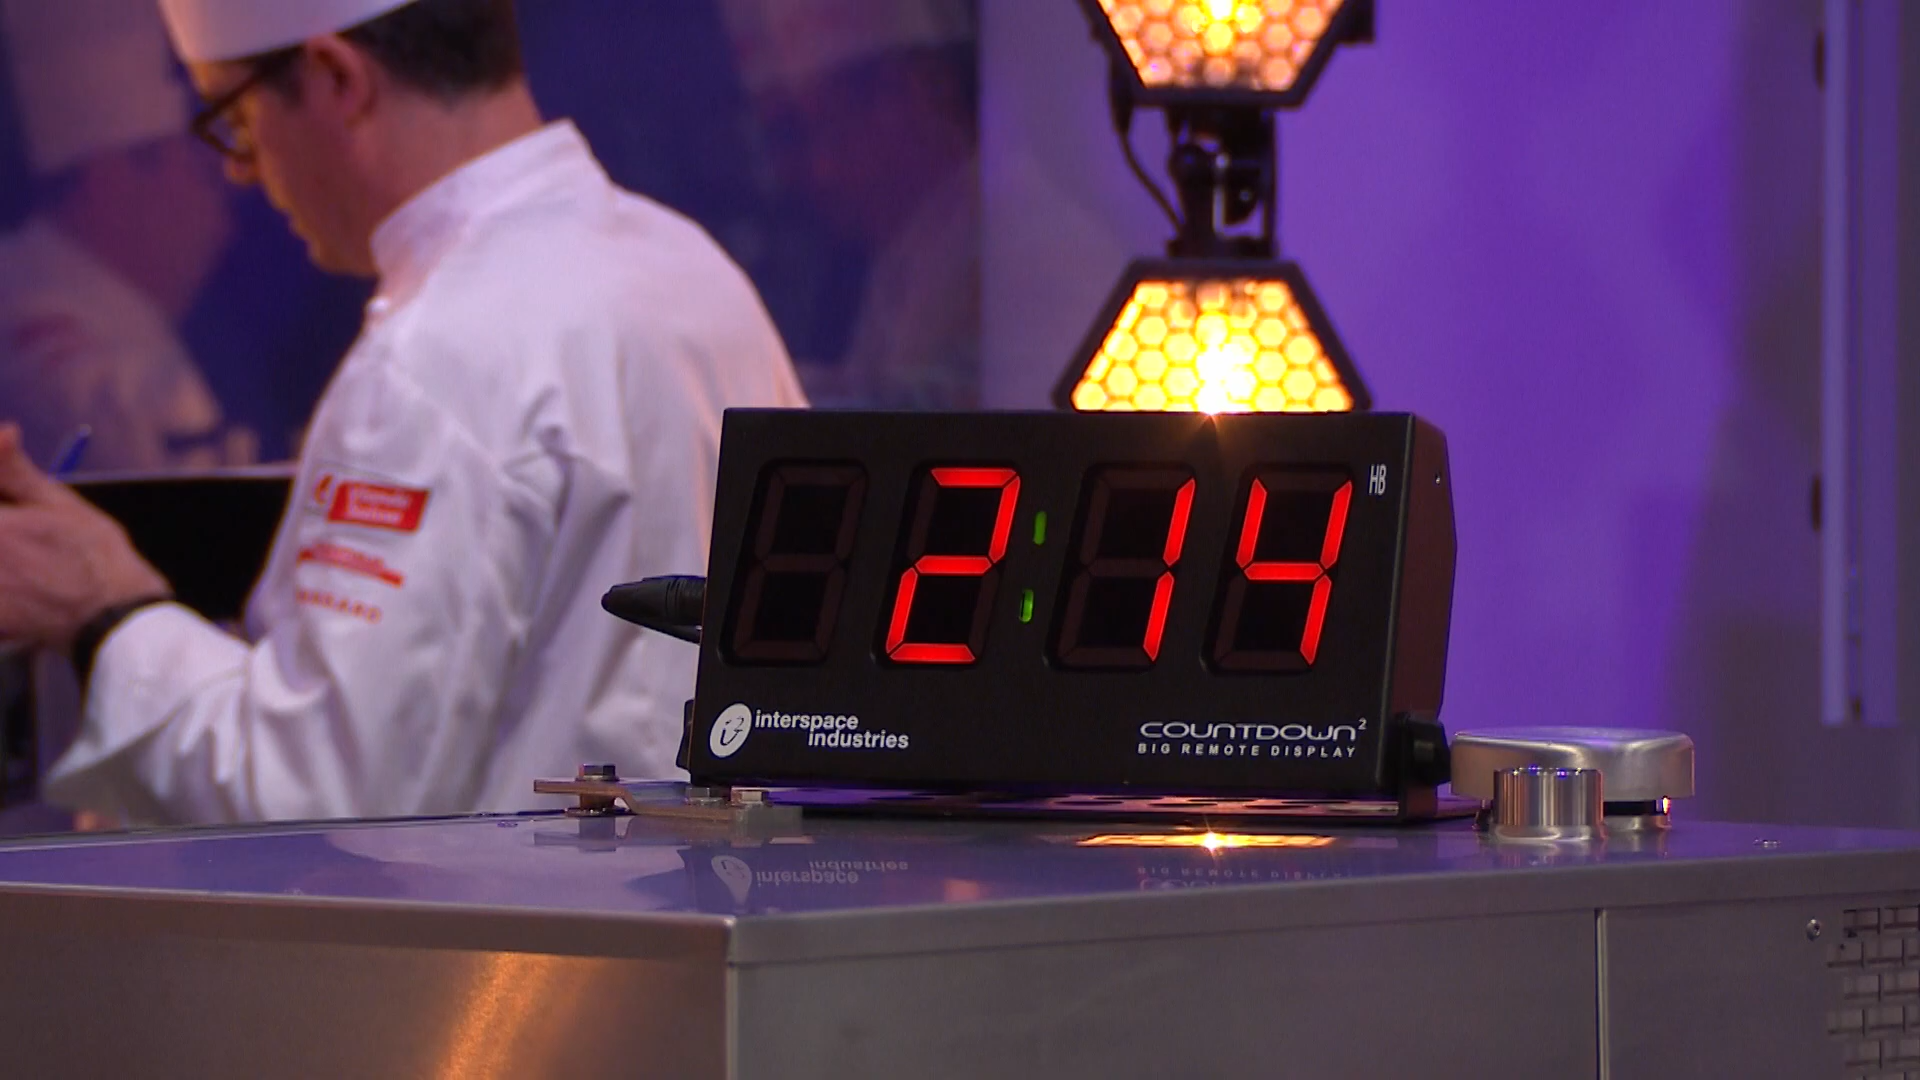 2:14
HB
interspace
industries
COUNTDOWN²
BIG REMOTE DISPLAY